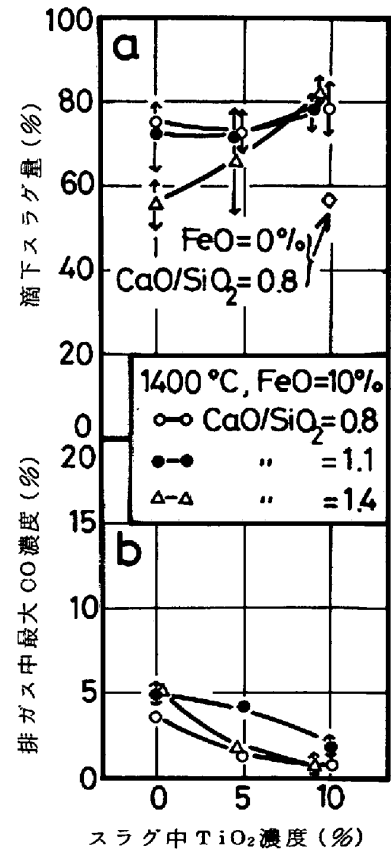 a
100
80
60
40
20
0
滴下スラグ量 (%)
FeO=0%
CaO/SiO2=0.8
1400 °C, FeO=10%
CaO/SiO2=0.8
〃 =1.1
〃 =1.4
b
20
15
10
5
0
排ガス中最大CO濃度 (%)
0 5 10
スラグ中TiO2濃度 (%)